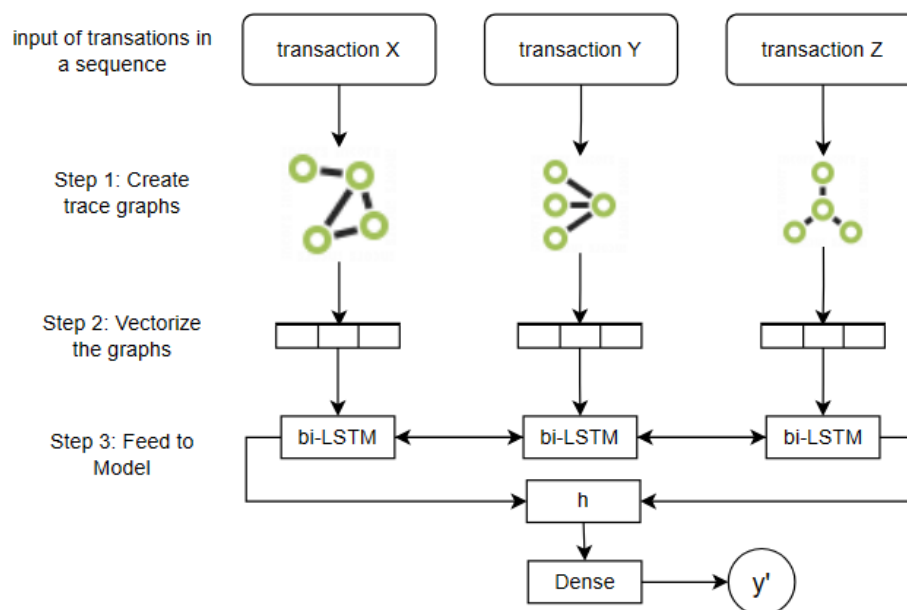 input of transations in
a sequence
transaction X
transaction Y
transaction Z
Step 1: Create
trace graphs
Step 2: Vectorize
the graphs
Step 3: Feed to
Model
bi-LSTM
bi-LSTM
bi-LSTM
h
Dense
y'